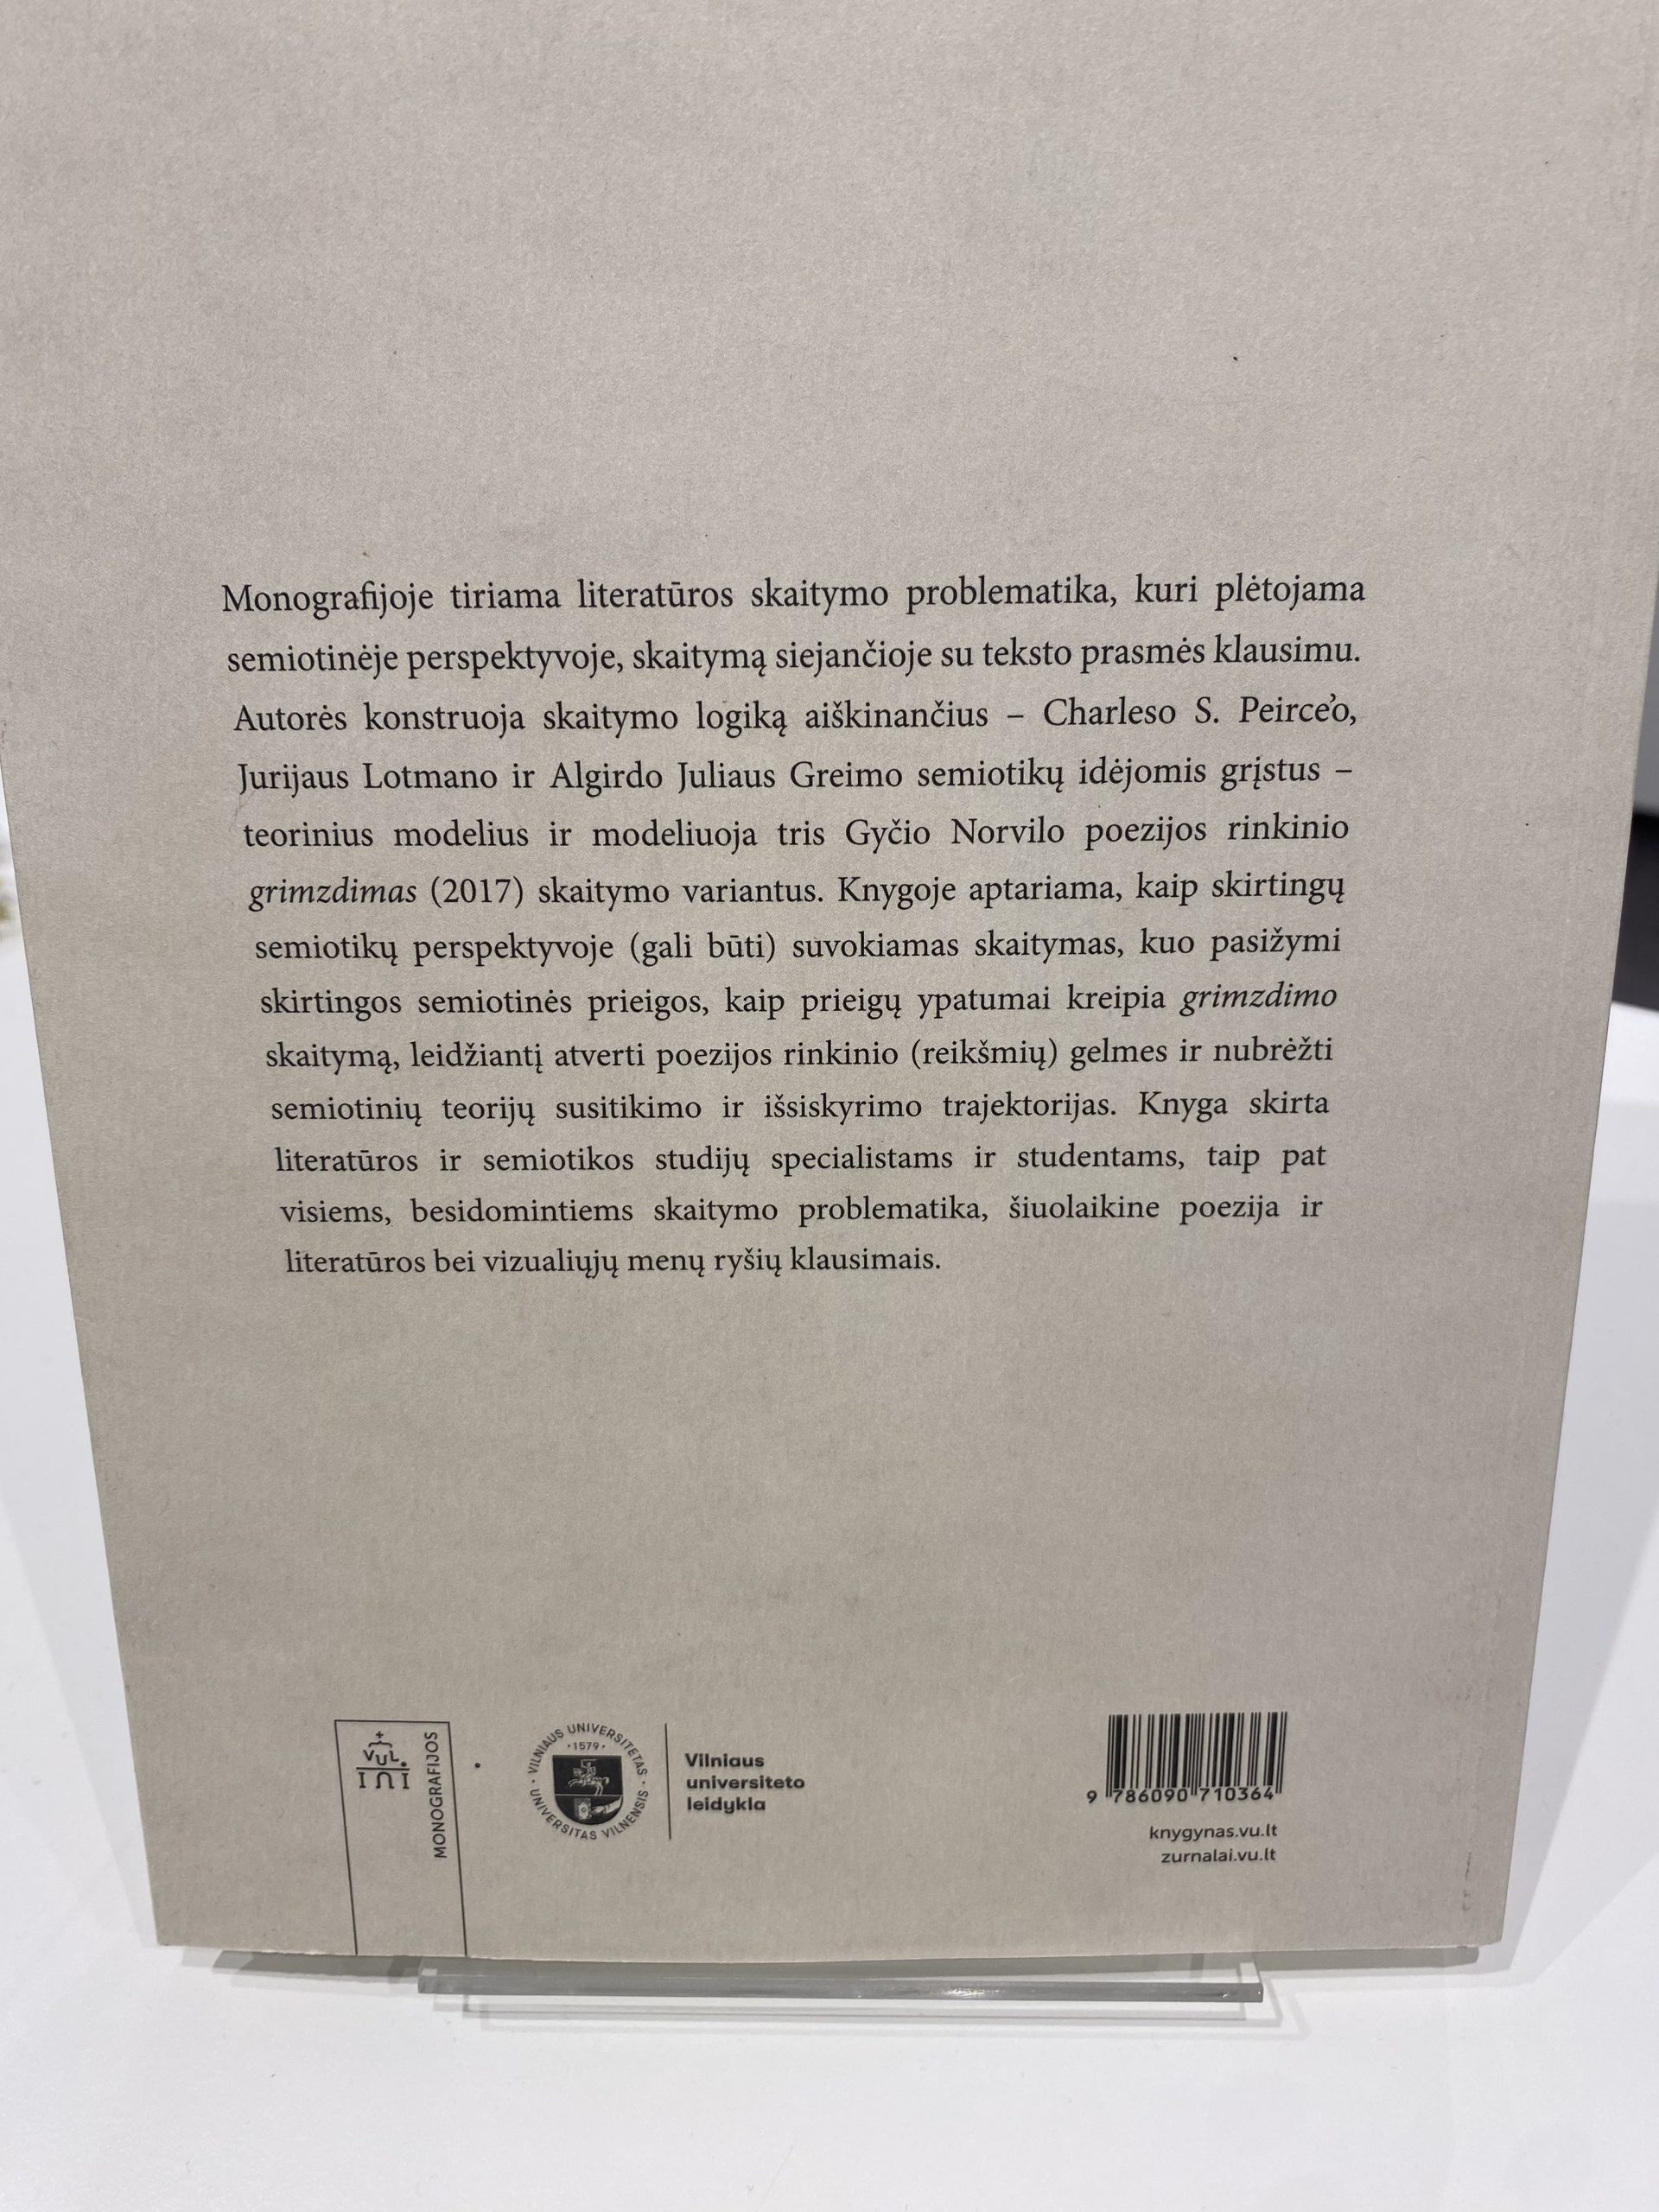 Monografijoje tiriama literatūros skaitymo problematika, kuri plėtojama
semiotinėje perspektyvoje, skaitymą siejančioje su teksto prasmės klausimu.
Autorės konstruoja skaitymo logiką aiškinančius – Charleso S. Peirce’o,
Jurijaus Lotmano ir Algirdo Juliaus Greimo semiotikų idėjomis grįstus –
teorinius modelius ir modeliuoja tris Gyčio Norvilo poezijos rinkinio
grimzdimas (2017) skaitymo variantus. Knygoje aptariama, kaip skirtingų
semiotikų perspektyvoje (gali būti) suvokiamas skaitymas, kuo pasižymi
skirtingos semiotinės prieigos, kaip prieigų ypatumai kreipia grimzdimo
skaitymą, leidžiantį atverti poezijos rinkinio (reikšmių) gelmes ir nubrėžti
semiotinių teorijų susitikimo ir išsiskyrimo trajektorijas. Knyga skirta
literatūros ir semiotikos studijų specialistams ir studentams, taip pat
visiems, besidomintiems skaitymo problematika, šiuolaikine poezija ir
literatūros bei vizualiųjų menų ryšių klausimais.
VUL
MONOGRAFIJOS
VILNIAUS UNIVERSITETAS
·1579·
UNIVERSITAS VILNENSIS
Vilniaus
universiteto
leidykla
9 786090 710364
knygynas.vu.lt
zurnalai.vu.lt